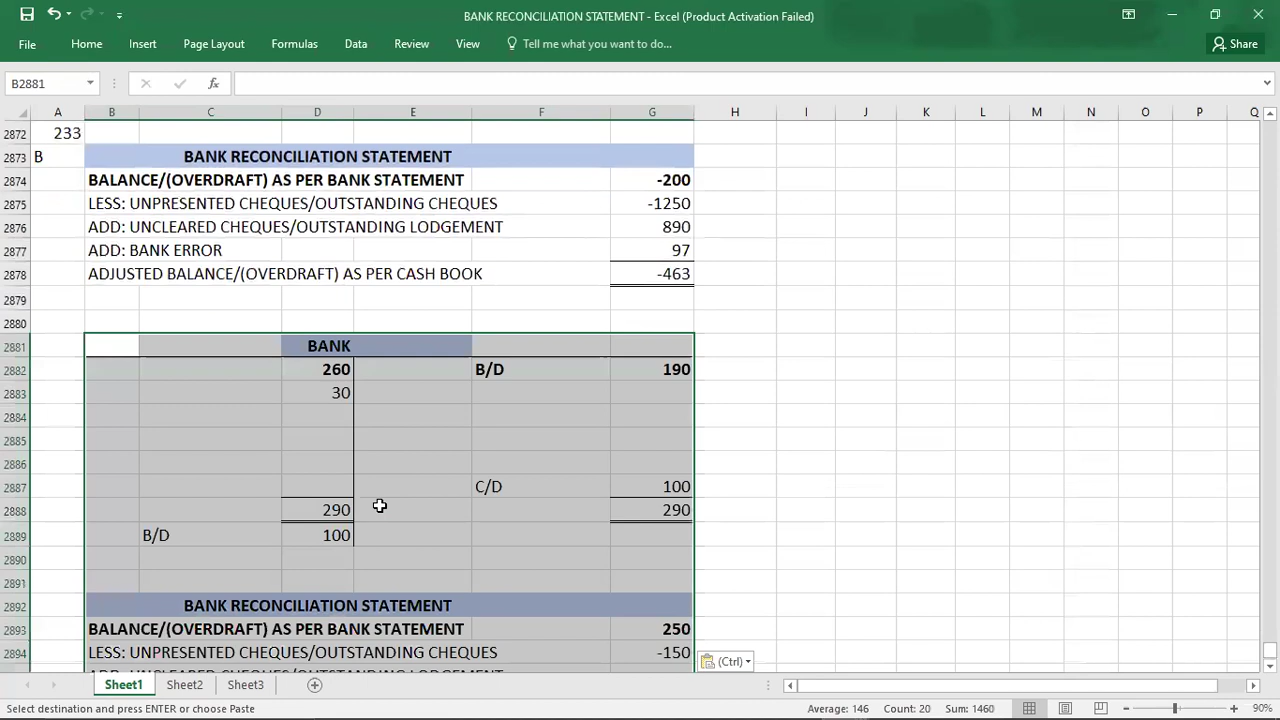 BANK RECONCILIATION STATEMENT - Excel (Product Activation Failed)
File Home Insert Page Layout Formulas Data Review View Tell me what you want to do... Share
B2881 fx
A B C D E F G H I J K L M N O P Q
2872 233
2873 B BANK RECONCILIATION STATEMENT
2874 BALANCE/(OVERDRAFT) AS PER BANK STATEMENT -200
2875 LESS: UNPRESENTED CHEQUES/OUTSTANDING CHEQUES -1250
2876 ADD: UNCLEARED CHEQUES/OUTSTANDING LODGEMENT 890
2877 ADD: BANK ERROR 97
2878 ADJUSTED BALANCE/(OVERDRAFT) AS PER CASH BOOK -463
2879
2880
2881 BANK
2882 260 B/D 190
2883 30
2884
2885
2886
2887 C/D 100
2888 290 290
2889 B/D 100
2890
2891
2892 BANK RECONCILIATION STATEMENT
2893 BALANCE/(OVERDRAFT) AS PER BANK STATEMENT 250
2894 LESS: UNPRESENTED CHEQUES/OUTSTANDING CHEQUES -150
(Ctrl)
Sheet1 Sheet2 Sheet3
Select destination and press ENTER or choose Paste Average: 146 Count: 20 Sum: 1460 90%